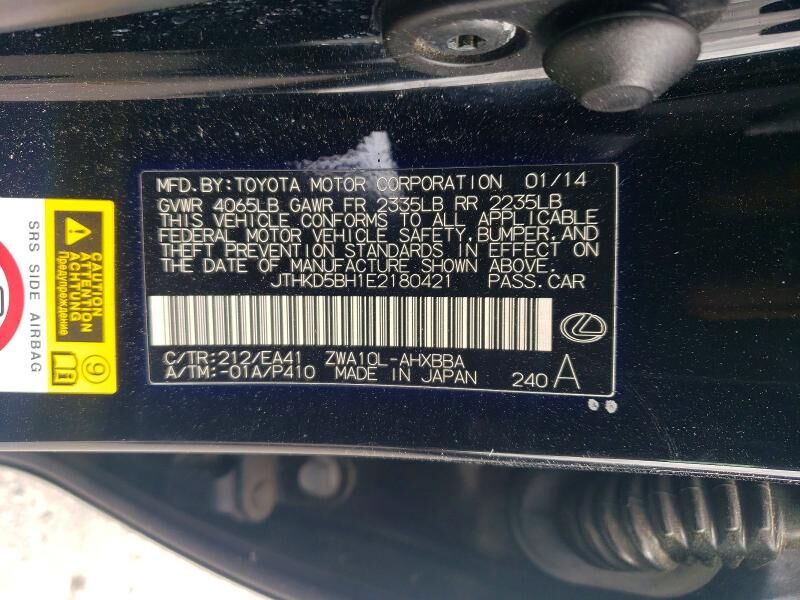 MFD. BY: TOYOTA MOTOR CORPORATION 01/14
GVWR 4065LB GAWR FR 2335LB RR 2235LB
THIS VEHICLE CONFORMS TO ALL APPLICABLE
FEDERAL MOTOR VEHICLE SAFETY, BUMPER, AND
THEFT PREVENTION STANDARDS IN EFFECT ON
THE DATE OF MANUFACTURE SHOWN ABOVE.
JTHKD5BH1E2180421 PASS. CAR
C/TR: 212/EA41 ZWA10L-AHXBBA
A/TM: -01A/P410 MADE IN JAPAN 240 A
SRS SIDE AIRBAG
CAUTION
ATTENTION
ACHTUNG
Предупреждение
9